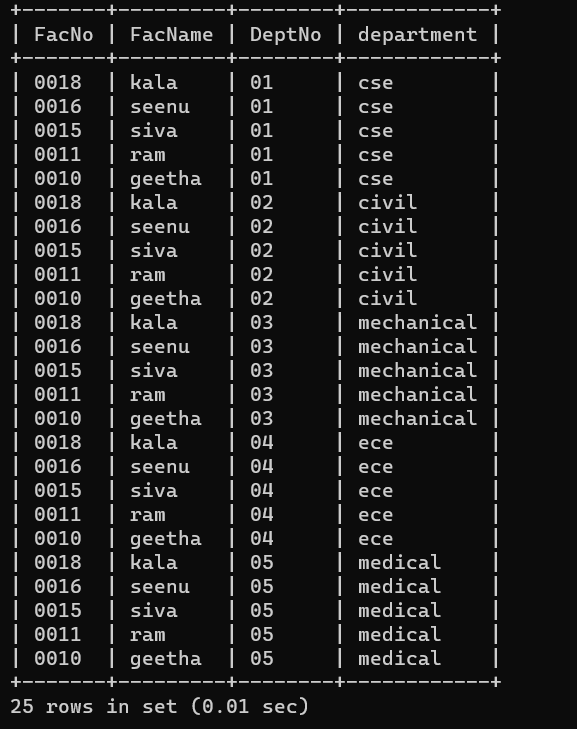 +-------+---------+--------+------------+
| FacNo | FacName | DeptNo | department |
+-------+---------+--------+------------+
| 0018  | kala    | 01     | cse        |
| 0016  | seenu   | 01     | cse        |
| 0015  | siva    | 01     | cse        |
| 0011  | ram     | 01     | cse        |
| 0010  | geetha  | 01     | cse        |
| 0018  | kala    | 02     | civil      |
| 0016  | seenu   | 02     | civil      |
| 0015  | siva    | 02     | civil      |
| 0011  | ram     | 02     | civil      |
| 0010  | geetha  | 02     | civil      |
| 0018  | kala    | 03     | mechanical |
| 0016  | seenu   | 03     | mechanical |
| 0015  | siva    | 03     | mechanical |
| 0011  | ram     | 03     | mechanical |
| 0010  | geetha  | 03     | mechanical |
| 0018  | kala    | 04     | ece        |
| 0016  | seenu   | 04     | ece        |
| 0015  | siva    | 04     | ece        |
| 0011  | ram     | 04     | ece        |
| 0010  | geetha  | 04     | ece        |
| 0018  | kala    | 05     | medical    |
| 0016  | seenu   | 05     | medical    |
| 0015  | siva    | 05     | medical    |
| 0011  | ram     | 05     | medical    |
| 0010  | geetha  | 05     | medical    |
+-------+---------+--------+------------+
25 rows in set (0.01 sec)